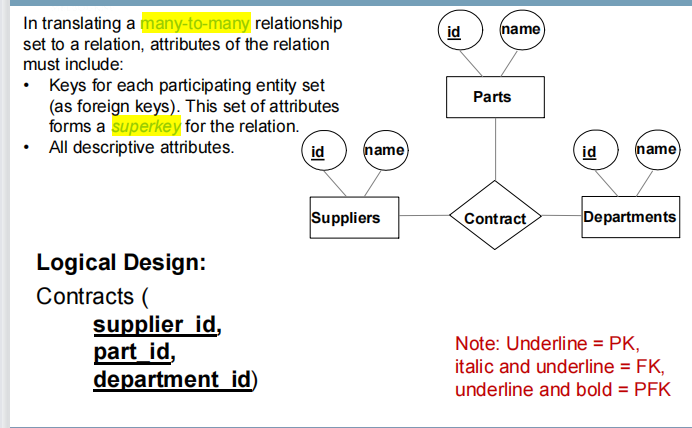 In translating a many-to-many relationship
set to a relation, attributes of the relation
must include:
• Keys for each participating entity set
(as foreign keys). This set of attributes
forms a superkey for the relation.
• All descriptive attributes.
id
name
Parts
id
name
Suppliers
Contract
id
name
Departments
Logical Design:
Contracts (
supplier_id,
part_id,
department_id)
Note: Underline = PK,
italic and underline = FK,
underline and bold = PFK